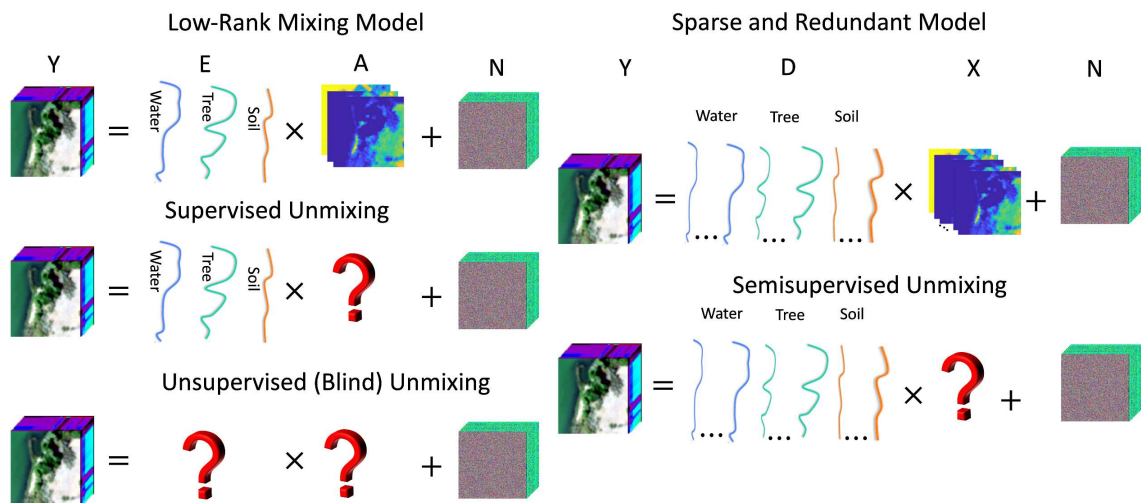 Low-Rank Mixing Model
Y E A N
= Water Tree Soil × +
Supervised Unmixing
= Water Tree Soil × ? +
Unsupervised (Blind) Unmixing
= ? × ? +
Sparse and Redundant Model
Y D X N
Water Tree Soil
= ... ... ... × ... +
Semisupervised Unmixing
Water Tree Soil
= ... ... ... × ? +